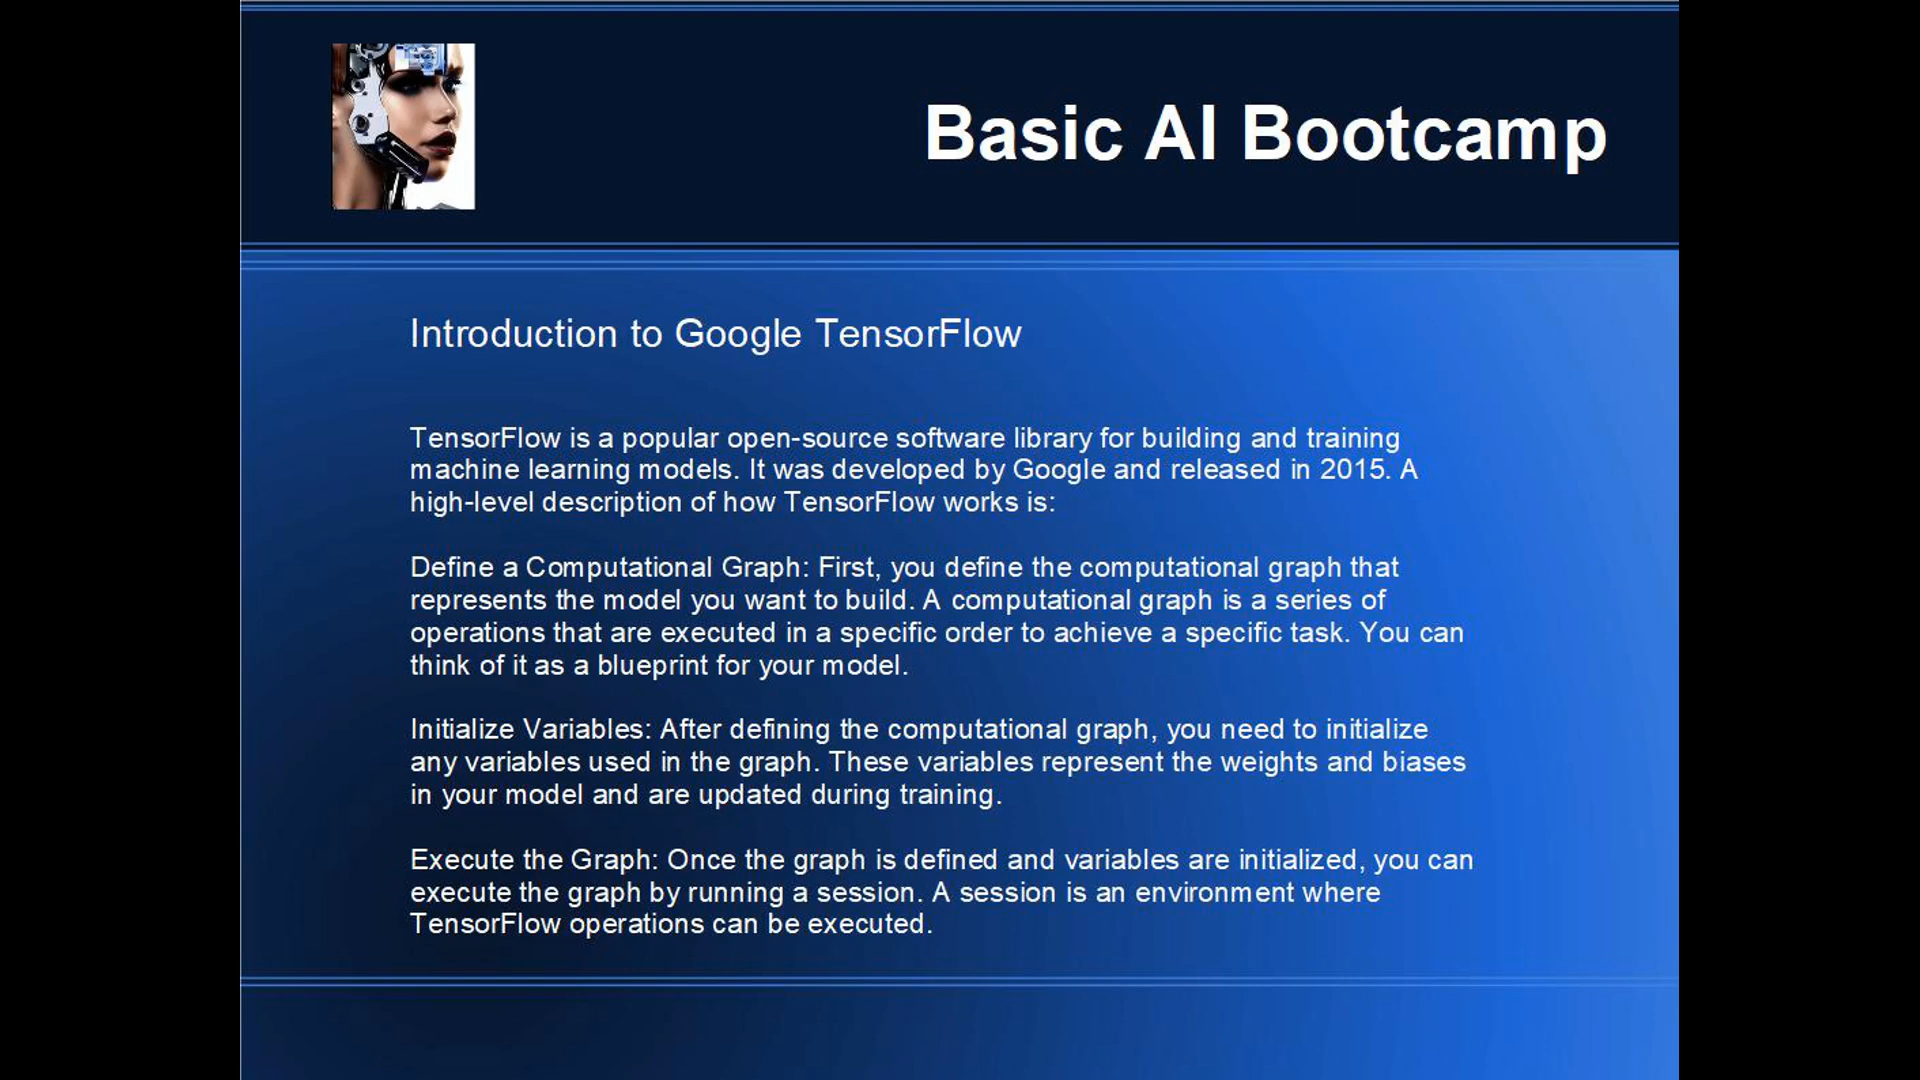 Basic AI Bootcamp
Introduction to Google TensorFlow
TensorFlow is a popular open-source software library for building and training
machine learning models. It was developed by Google and released in 2015. A
high-level description of how TensorFlow works is:
Define a Computational Graph: First, you define the computational graph that
represents the model you want to build. A computational graph is a series of
operations that are executed in a specific order to achieve a specific task. You can
think of it as a blueprint for your model.
Initialize Variables: After defining the computational graph, you need to initialize
any variables used in the graph. These variables represent the weights and biases
in your model and are updated during training.
Execute the Graph: Once the graph is defined and variables are initialized, you can
execute the graph by running a session. A session is an environment where
TensorFlow operations can be executed.